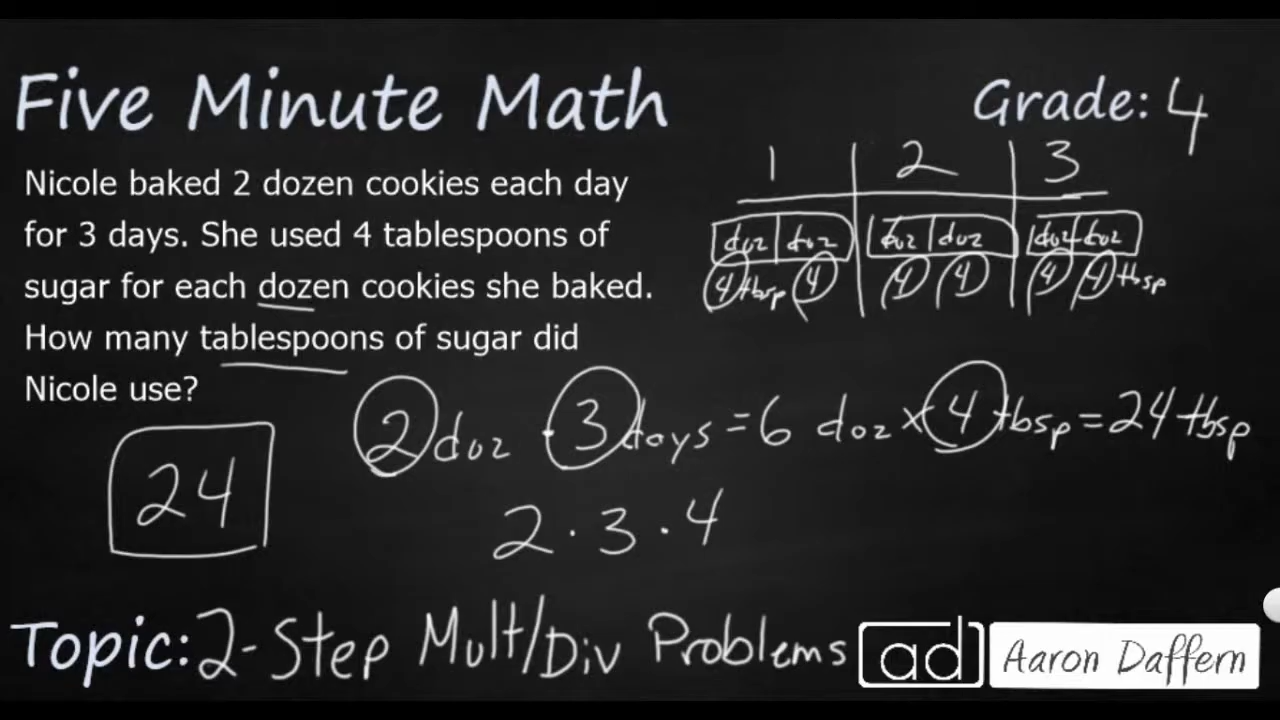 Five Minute Math
Grade: 4
Nicole baked 2 dozen cookies each day
for 3 days. She used 4 tablespoons of
sugar for each dozen cookies she baked.
How many tablespoons of sugar did
Nicole use?
1 2 3
doz doz doz doz doz doz
4 tbsp 4 4 4 4 4 tbsp
2 doz · 3 days = 6 doz × 4 tbsp = 24 tbsp
24
2 · 3 · 4
Topic: 2-Step Mult/Div Problems
ad Aaron Daffern